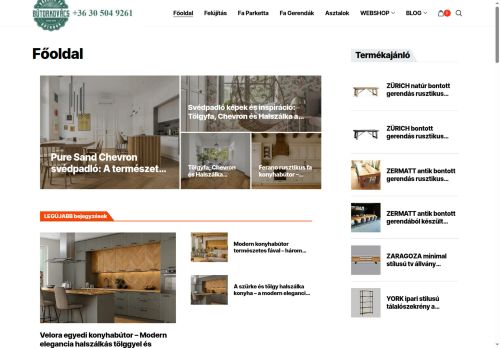 BÚTORKOVÁCS
+36 30 504 9261
Főoldal
Felújítás
Fa Parketta
Fa Gerendák
Asztalok
WEBSHOP
BLOG
Főoldal
Pure Sand Chevron
svédpadló: A természet...
Svédpadló képek és inspiráció:
Tölgyfa, Chevron és Halszálka a...
Tölgyfa, Chevron
és Halszálka...
Ferano rusztikus fa
konyhabútor –...
LEGÚJABB bejegyzések
Velora egyedi konyhabútor – Modern
elegancia halszálkás tölggyel és
Modern konyhabútor
természetes fával – három...
A szürke és tölgy halszálka
konyha – a modern eleganci...
Termékajánló
ZÜRICH natúr bontott
gerendás rusztikus...
ZÜRICH bontott
gerendás rusztikus...
ZERMATT antik bontott
gerendás rusztikus...
ZERMATT antik bontott
gerendából készült...
ZARAGOZA minimal
stílusú tv állvány...
YORK ipari stílusú
tálalószekrény a...